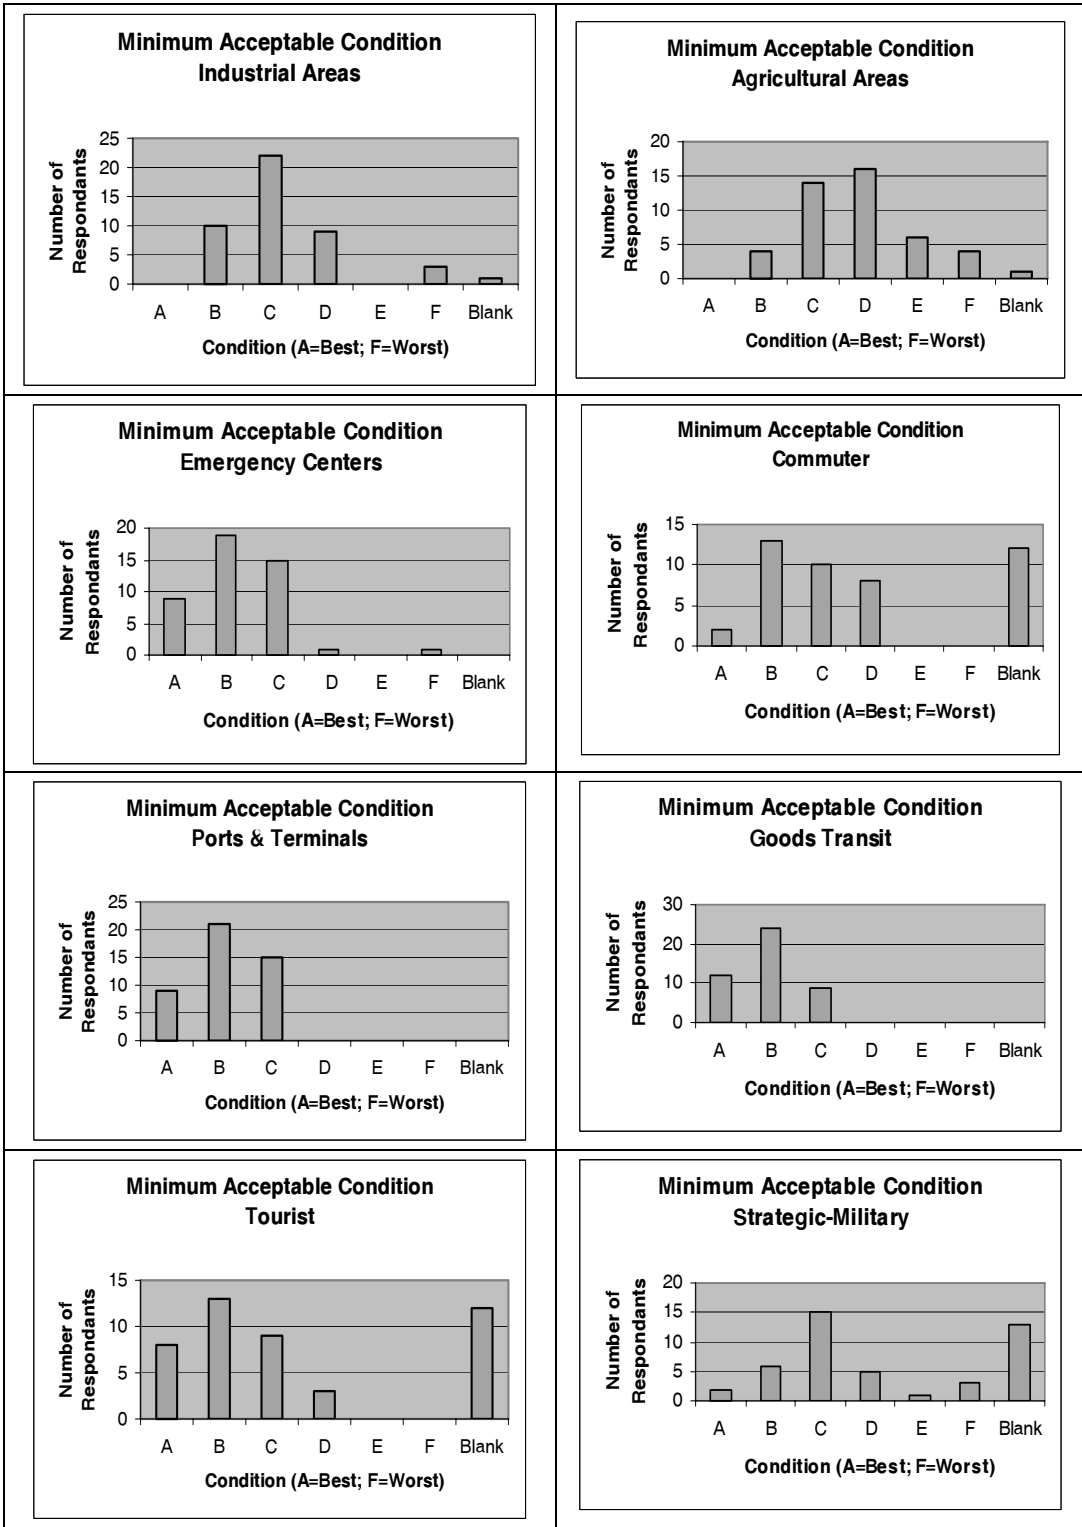 Minimum Acceptable Condition
Industrial Areas
Number of
Respondants
25
20
15
10
5
0
A B C D E F Blank
Condition (A=Best; F=Worst)
Minimum Acceptable Condition
Agricultural Areas
Number of
Respondants
20
15
10
5
0
A B C D E F Blank
Condition (A=Best; F=Worst)
Minimum Acceptable Condition
Emergency Centers
Number of
Respondants
20
15
10
5
0
A B C D E F Blank
Condition (A=Best; F=Worst)
Minimum Acceptable Condition
Commuter
Number of
Respondants
15
10
5
0
A B C D E F Blank
Condition (A=Best; F=Worst)
Minimum Acceptable Condition
Ports & Terminals
Number of
Respondants
25
20
15
10
5
0
A B C D E F Blank
Condition (A=Best; F=Worst)
Minimum Acceptable Condition
Goods Transit
Number of
Respondants
30
20
10
0
A B C D E F Blank
Condition (A=Best; F=Worst)
Minimum Acceptable Condition
Tourist
Number of
Respondants
15
10
5
0
A B C D E F Blank
Condition (A=Best; F=Worst)
Minimum Acceptable Condition
Strategic-Military
Number of
Respondants
20
15
10
5
0
A B C D E F Blank
Condition (A=Best; F=Worst)